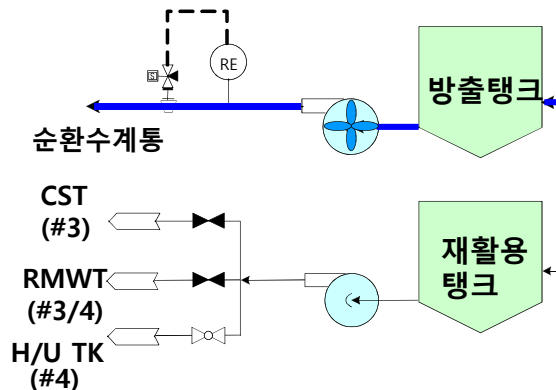 S
RE
방출탱크
순환수계통
CST
(#3)
RMWT
(#3/4)
H/U TK
(#4)
재활용
탱크